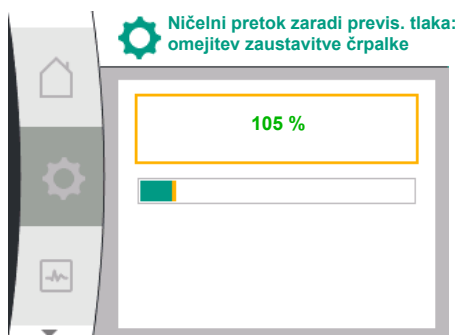 Ničelni pretok zaradi previs. tlaka:
omejitev zaustavitve črpalke
105 %